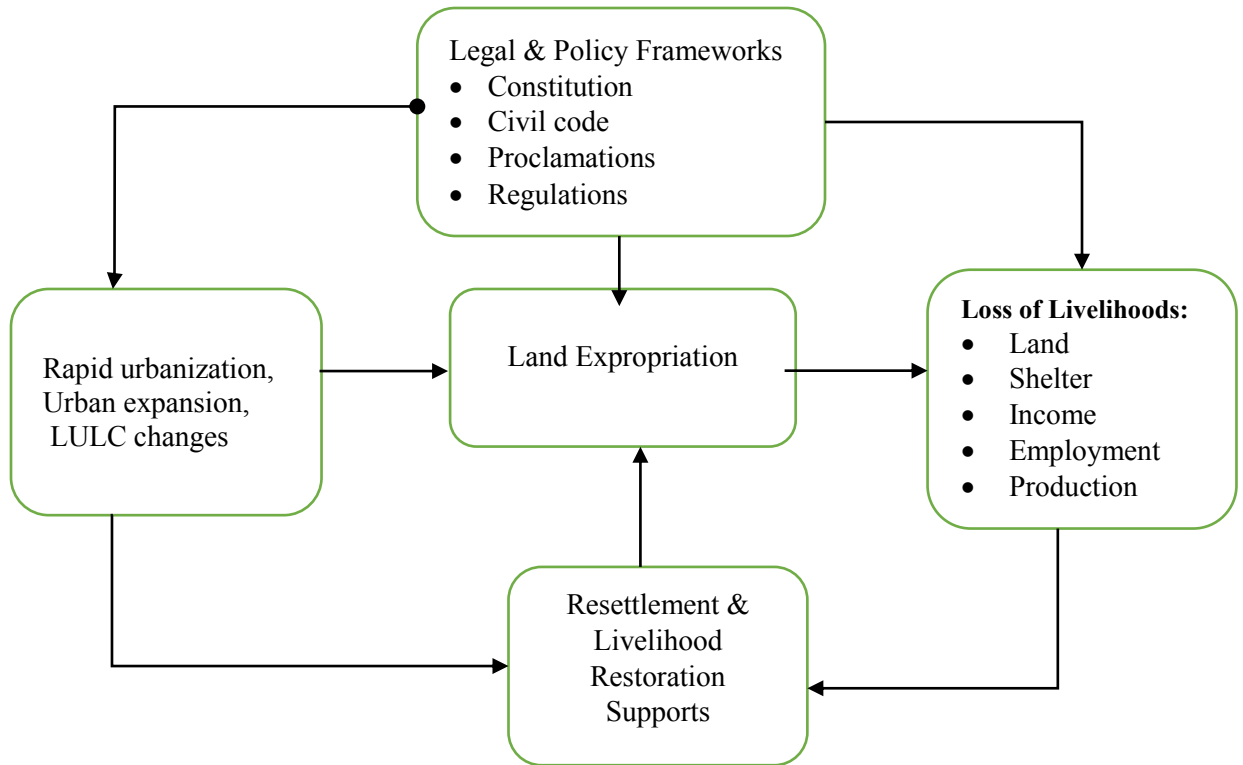 Legal & Policy Frameworks
• Constitution
• Civil code
• Proclamations
• Regulations
Rapid urbanization,
Urban expansion,
LULC changes
Land Expropriation
Loss of Livelihoods:
• Land
• Shelter
• Income
• Employment
• Production
Resettlement &
Livelihood
Restoration
Supports